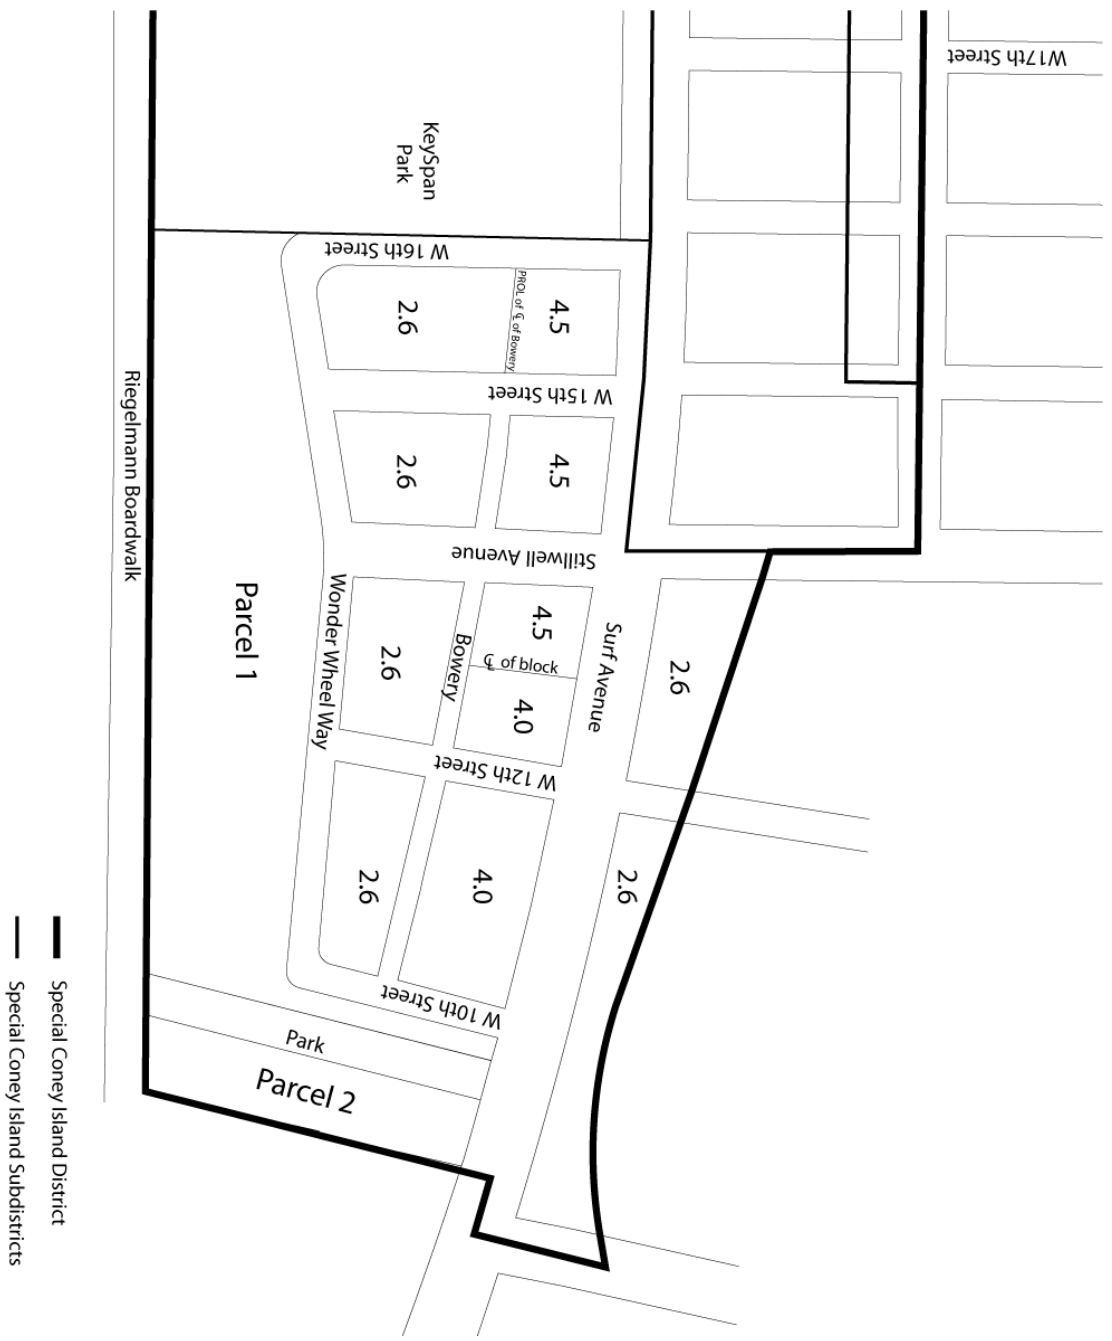 W17th Street
KeySpan
Park
W 16th Street
2.6
PROL of ℄ of Bowery
4.5
W 15th Street
2.6
4.5
Stillwell Avenue
Riegelmann Boardwalk
Parcel 1
Wonder Wheel Way
2.6
Bowery
4.5
℄ of block
4.0
Surf Avenue
2.6
W 12th Street
2.6
4.0
2.6
W 10th Street
Park
Parcel 2
Special Coney Island District
Special Coney Island Subdistricts